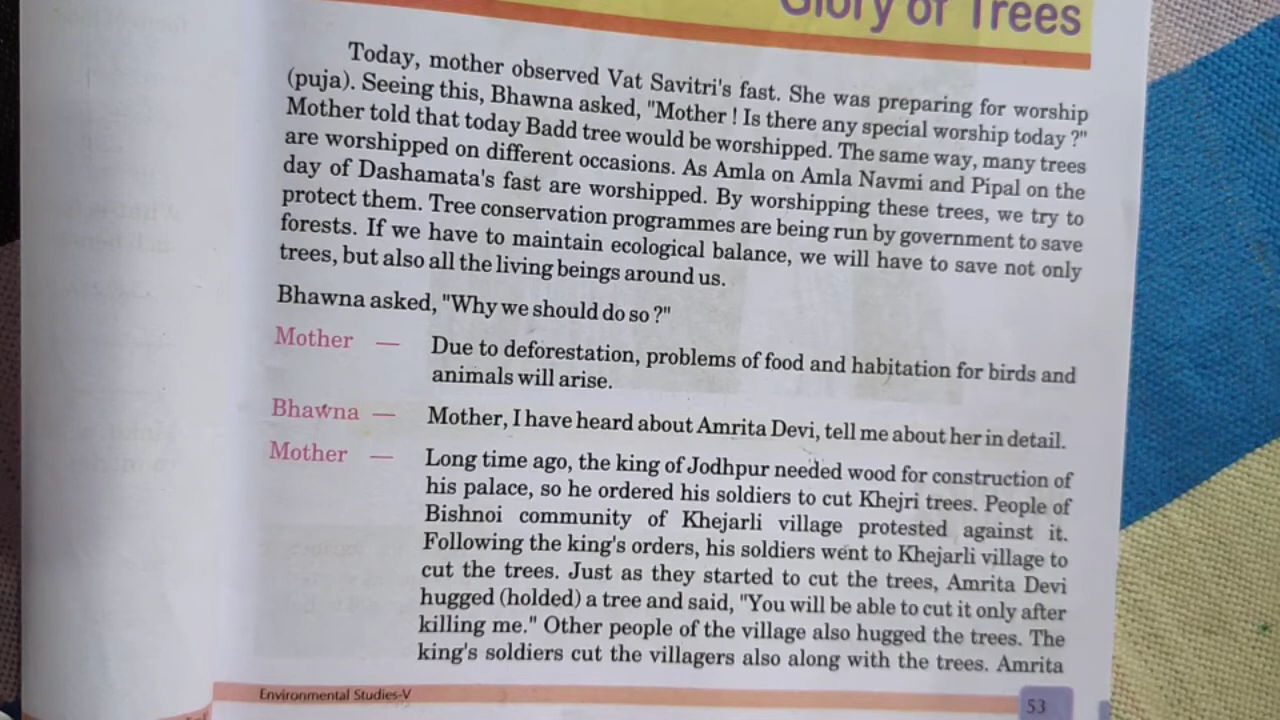 Glory of Trees
Today, mother observed Vat Savitri's fast. She was preparing for worship
(puja). Seeing this, Bhawna asked, "Mother ! Is there any special worship today ?"
Mother told that today Badd tree would be worshipped. The same way, many trees
are worshipped on different occasions. As Amla on Amla Navmi and Pipal on the
day of Dashamata's fast are worshipped. By worshipping these trees, we try to
protect them. Tree conservation programmes are being run by government to save
forests. If we have to maintain ecological balance, we will have to save not only
trees, but also all the living beings around us.
Bhawna asked, "Why we should do so ?"
Mother — Due to deforestation, problems of food and habitation for birds and
animals will arise.
Bhawna — Mother, I have heard about Amrita Devi, tell me about her in detail.
Mother — Long time ago, the king of Jodhpur needed wood for construction of
his palace, so he ordered his soldiers to cut Khejri trees. People of
Bishnoi community of Khejarli village protested against it.
Following the king's orders, his soldiers went to Khejarli village to
cut the trees. Just as they started to cut the trees, Amrita Devi
hugged (holded) a tree and said, "You will be able to cut it only after
killing me." Other people of the village also hugged the trees. The
king's soldiers cut the villagers also along with the trees. Amrita
Environmental Studies-V
53